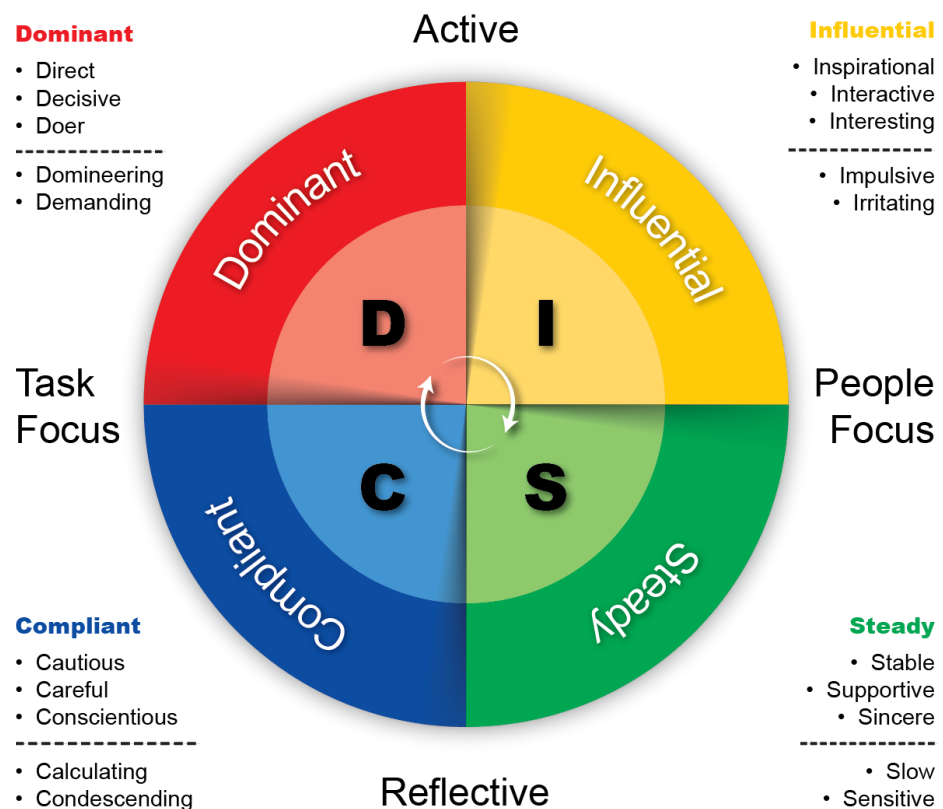 Active
Dominant
• Direct
• Decisive
• Doer
• Domineering
• Demanding
Influential
• Inspirational
• Interactive
• Interesting
• Impulsive
• Irritating
Dominant
Influential
D
I
Task
Focus
People
Focus
C
S
Compliant
Steady
Compliant
• Cautious
• Careful
• Conscientious
• Calculating
• Condescending
Steady
• Stable
• Supportive
• Sincere
• Slow
• Sensitive
Reflective